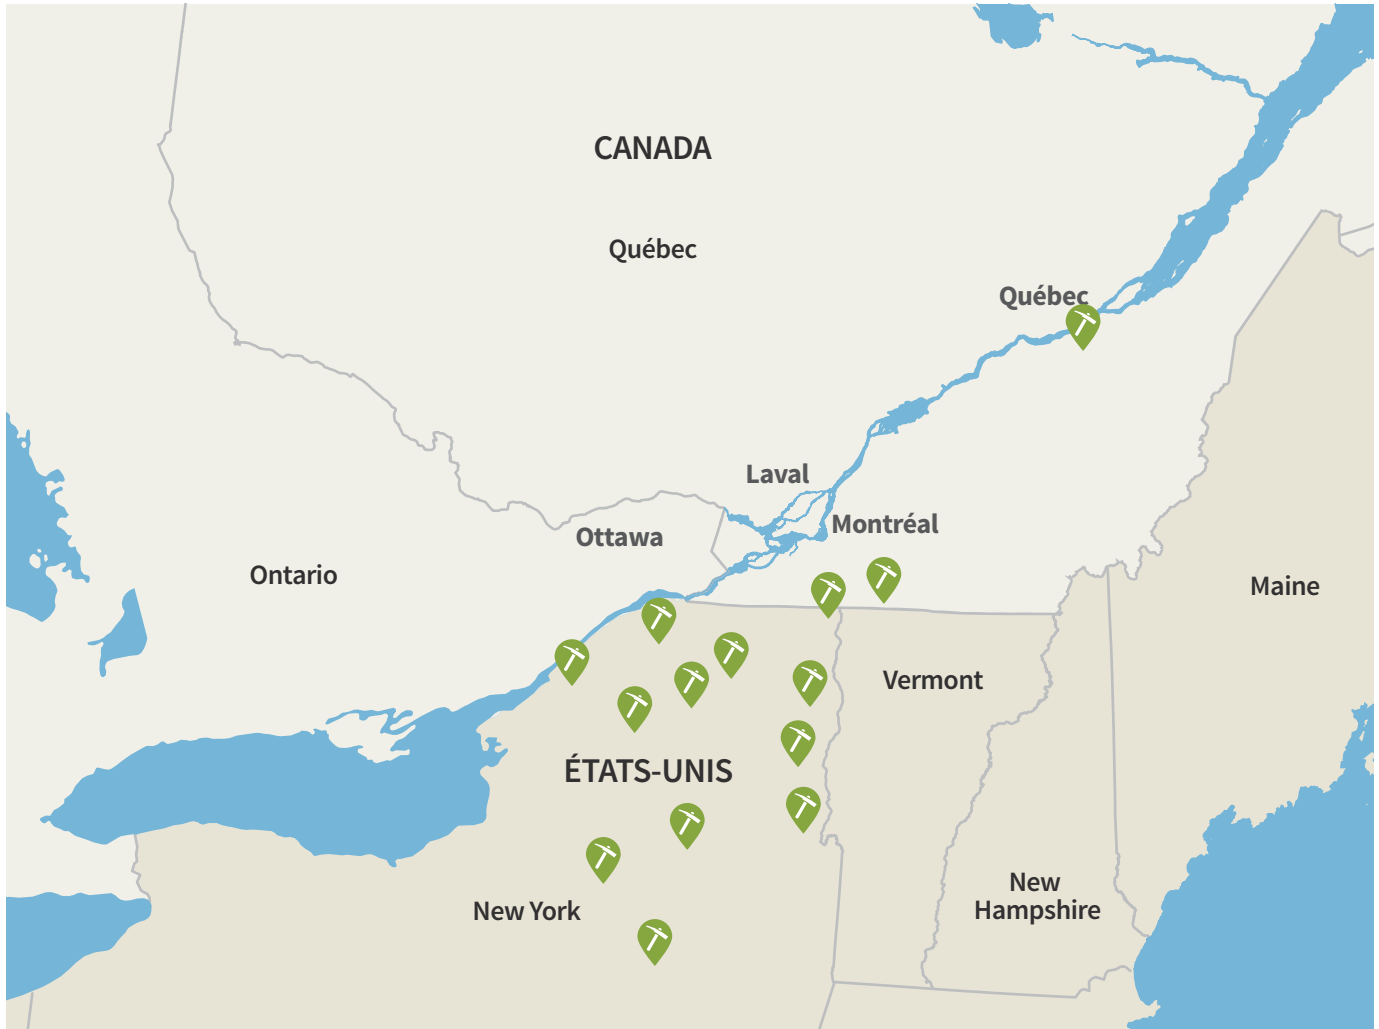 CANADA
Québec
Québec
Laval
Montréal
Ottawa
Ontario
Maine
Vermont
ÉTATS-UNIS
New
Hampshire
New York